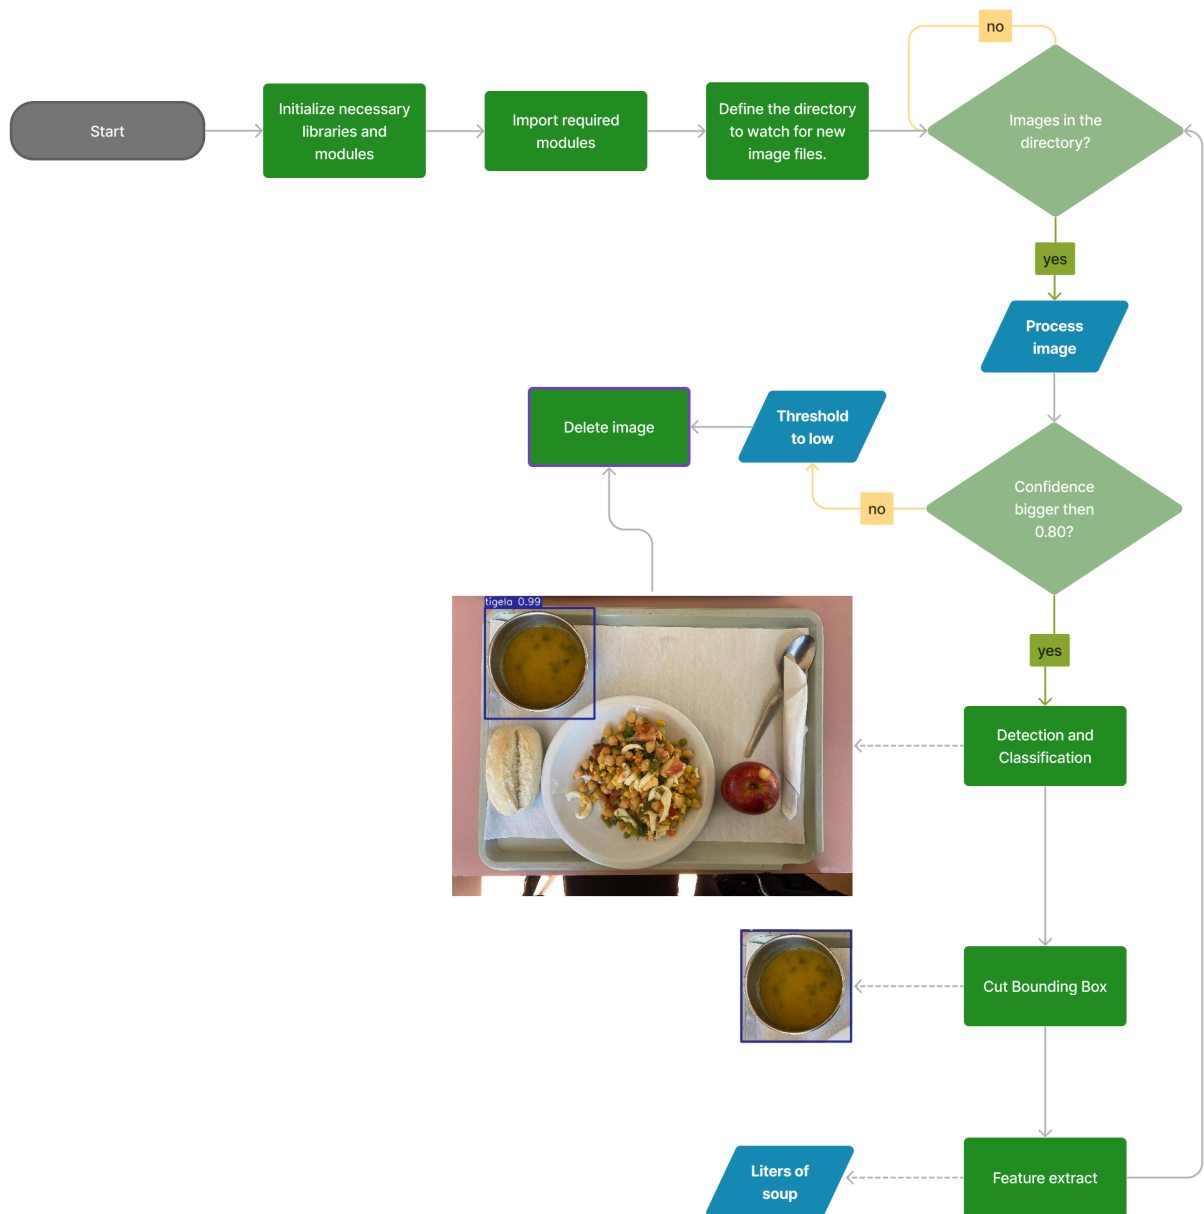 no
Start
Initialize necessary
libraries and
modules
Import required
modules
Define the directory
to watch for new
image files.
Images in the
directory?
yes
Process
image
Delete image
Threshold
to low
no
Confidence
bigger then
0.80?
yes
tigela 0.99
Detection and
Classification
Cut Bounding Box
Liters of
soup
Feature extract